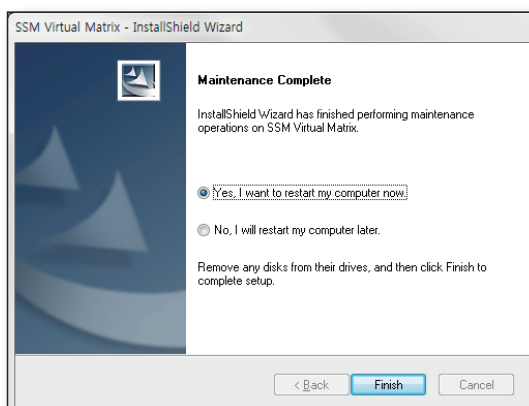 SSM Virtual Matrix - InstallShield Wizard
Maintenance Complete
InstallShield Wizard has finished performing maintenance
operations on SSM Virtual Matrix.
Yes, I want to restart my computer now.
No, I will restart my computer later.
Remove any disks from their drives, and then click Finish to
complete setup.
< Back Finish Cancel